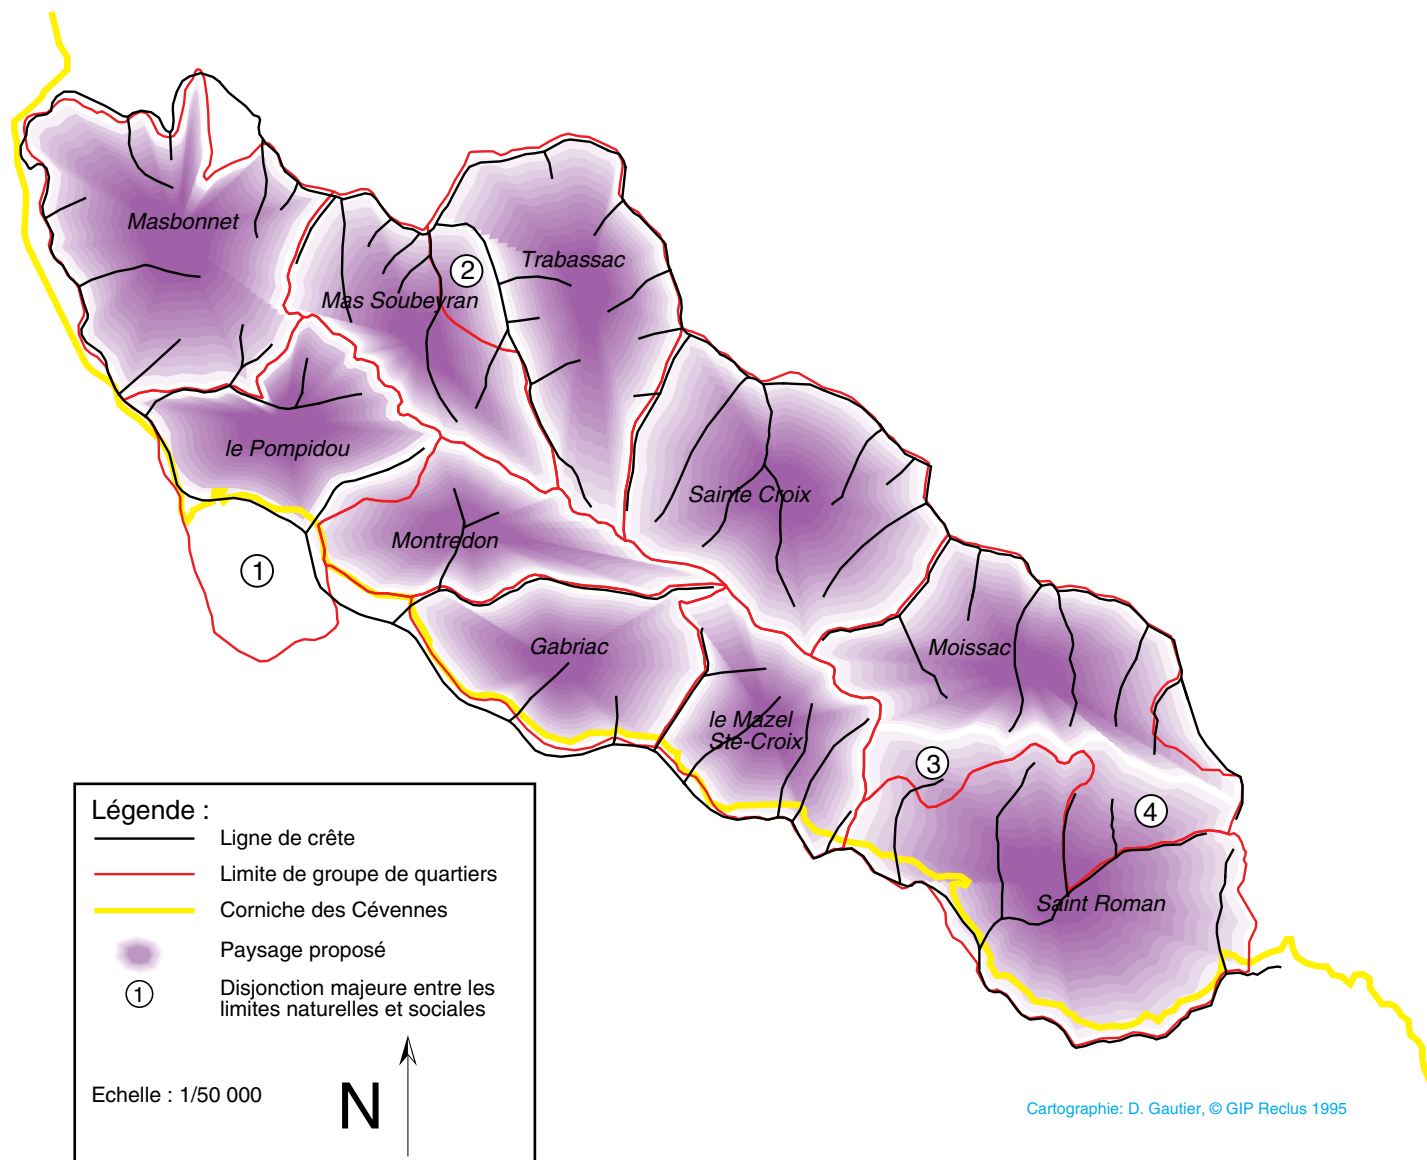 Masbonnet
Trabassac
2
Mas Soubeyran
le Pompidou
Sainte Croix
Montredon
1
Gabriac
Moissac
le Mazel
Ste-Croix
3
4
Saint Roman
Légende :
Ligne de crête
Limite de groupe de quartiers
Corniche des Cévennes
Paysage proposé
1
Disjonction majeure entre les
limites naturelles et sociales
Echelle : 1/50 000
N
Cartographie: D. Gautier, © GIP Reclus 1995